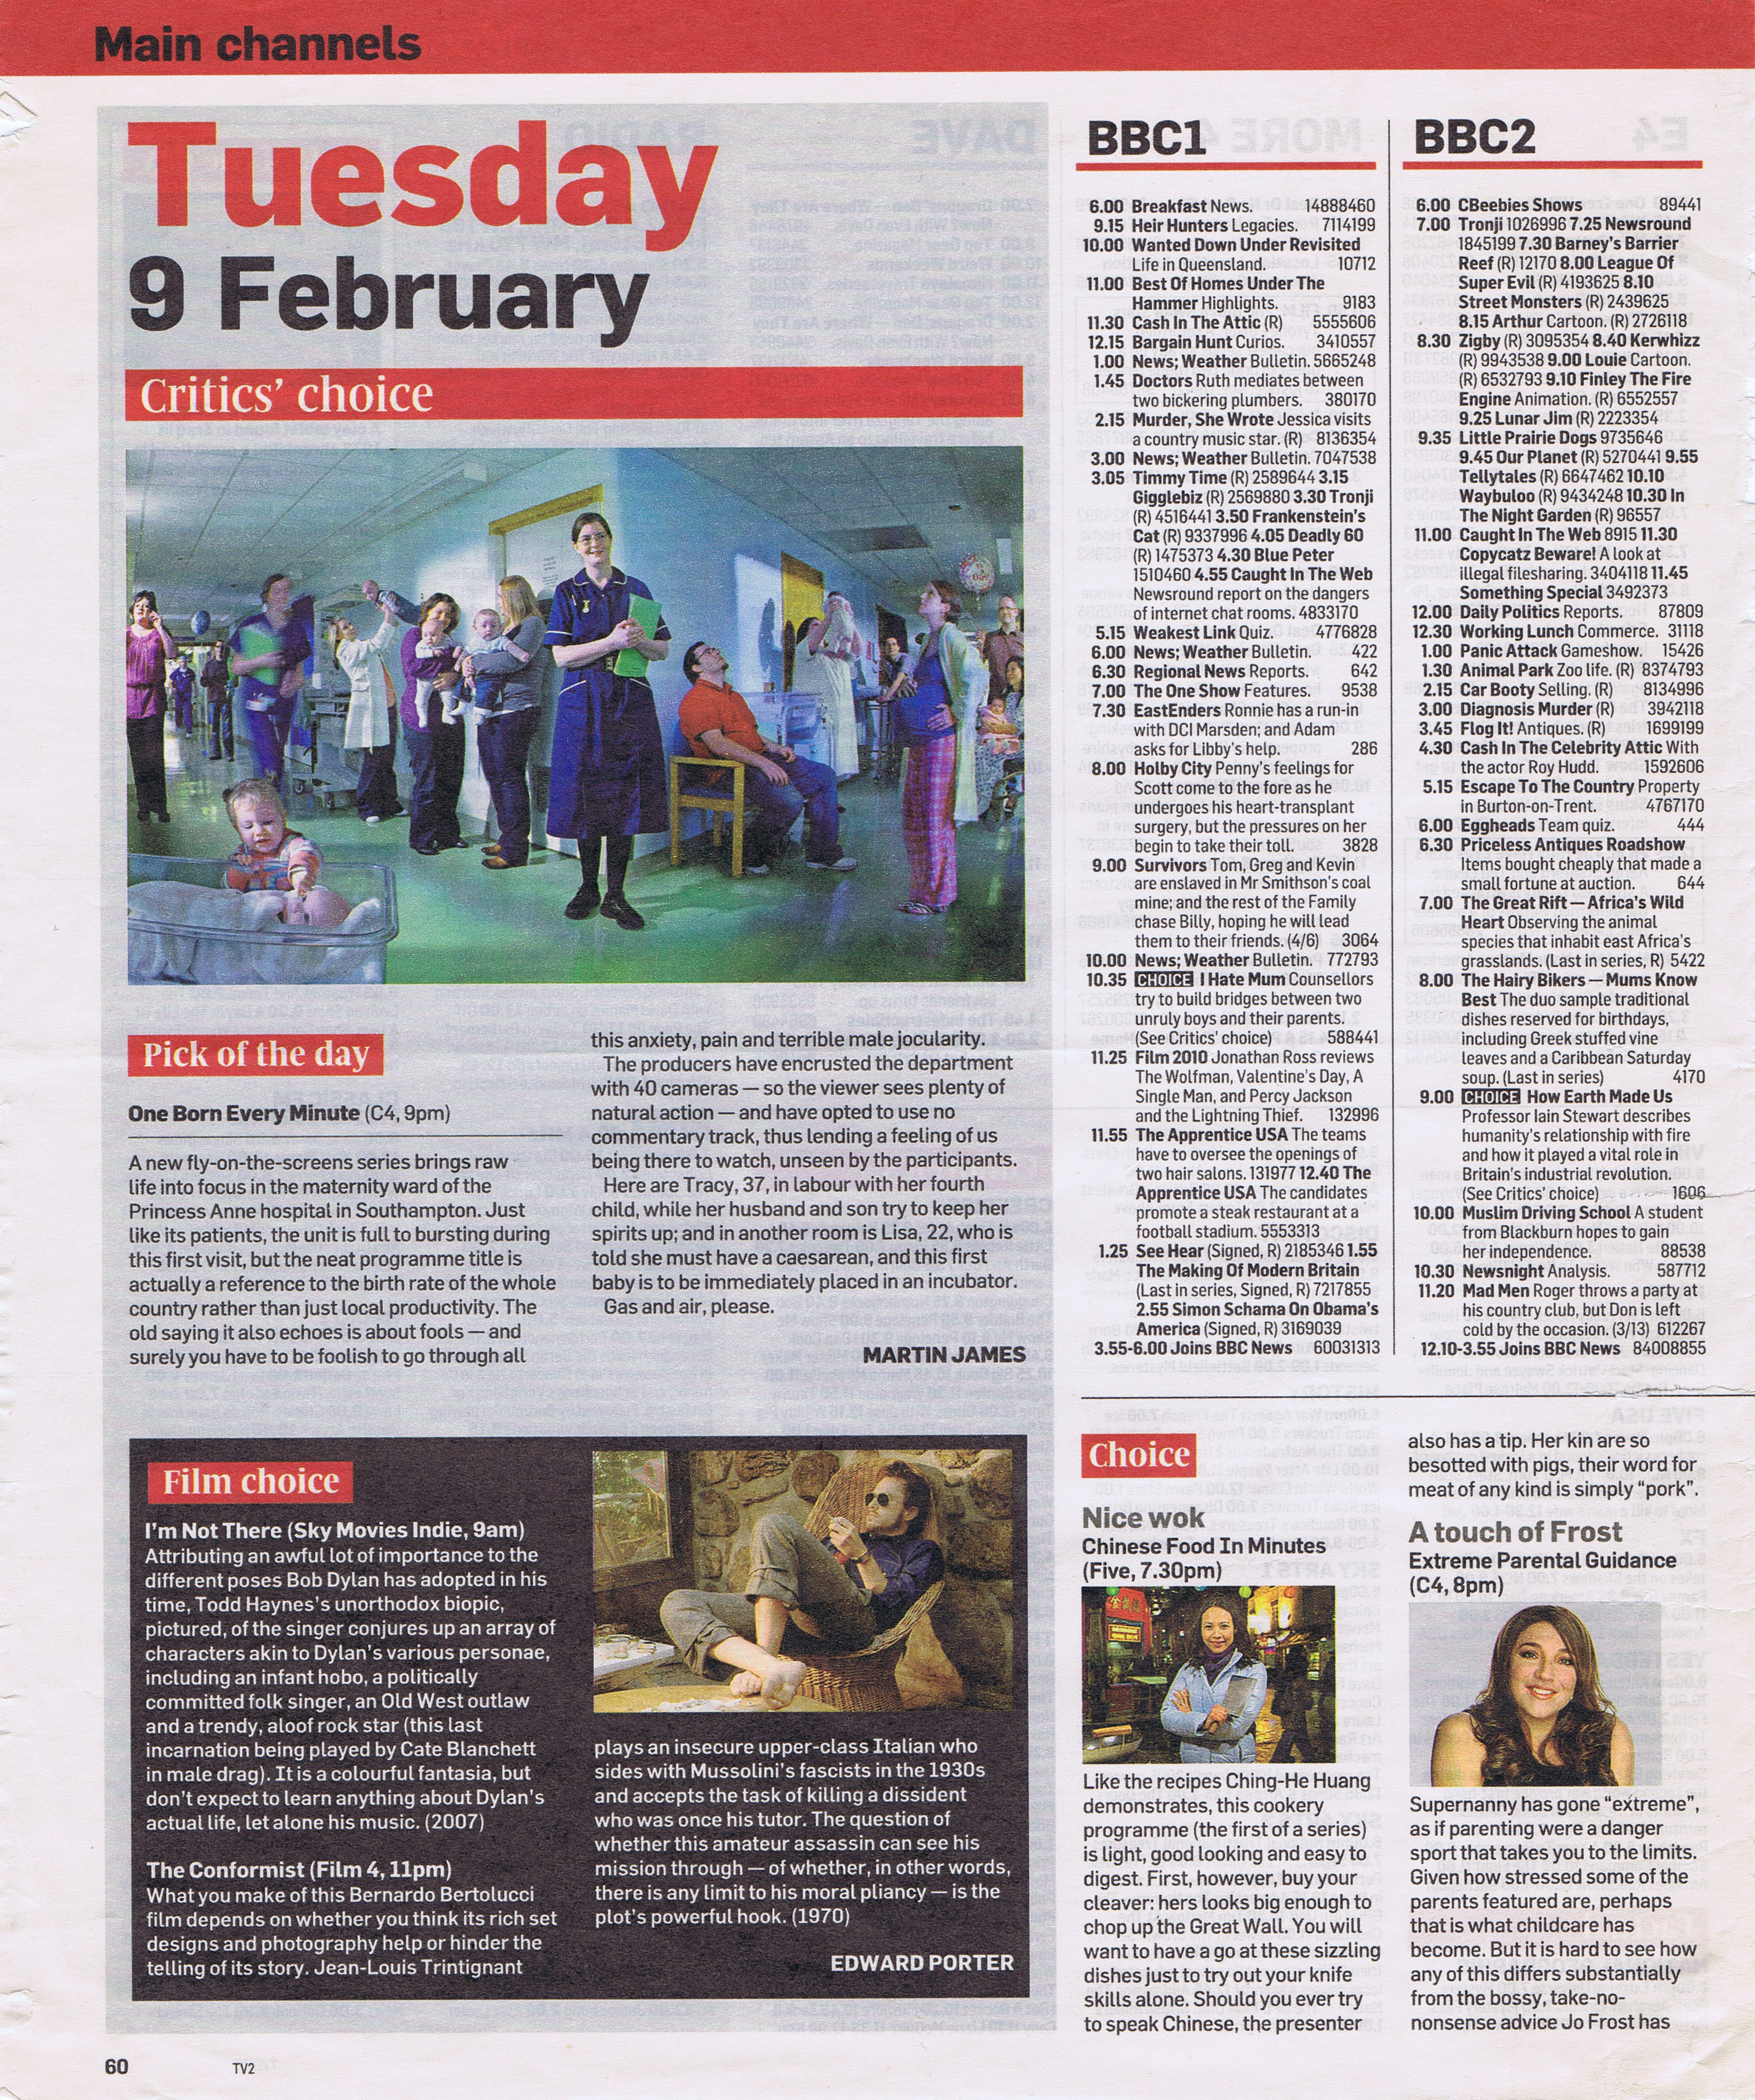 Main channels
Tuesday
9 February
Critics' choice
Pick of the day
One Born Every Minute (C4, 9pm)
A new fly-on-the-screens series brings raw
life into focus in the maternity ward of the
Princess Anne hospital in Southampton. Just
like its patients, the unit is full to bursting during
this first visit, but the neat programme title is
actually a reference to the birth rate of the whole
country rather than just local productivity. The
old saying it also echoes is about fools — and
surely you have to be foolish to go through all
this anxiety, pain and terrible male jocularity.
The producers have encrusted the department
with 40 cameras — so the viewer sees plenty of
natural action — and have opted to use no
commentary track, thus lending a feeling of us
being there to watch, unseen by the participants.
Here are Tracy, 37, in labour with her fourth
child, while her husband and son try to keep her
spirits up; and in another room is Lisa, 22, who is
told she must have a caesarean, and this first
baby is to be immediately placed in an incubator.
Gas and air, please.
MARTIN JAMES
Film choice
I'm Not There (Sky Movies Indie, 9am)
Attributing an awful lot of importance to the
different poses Bob Dylan has adopted in his
time, Todd Haynes's unorthodox biopic,
pictured, of the singer conjures up an array of
characters akin to Dylan's various personae,
including an infant hobo, a politically
committed folk singer, an Old West outlaw
and a trendy, aloof rock star (this last
incarnation being played by Cate Blanchett
in male drag). It is a colourful fantasia, but
don't expect to learn anything about Dylan's
actual life, let alone his music. (2007)
The Conformist (Film 4, 11pm)
What you make of this Bernardo Bertolucci
film depends on whether you think its rich set
designs and photography help or hinder the
telling of its story. Jean-Louis Trintignant
plays an insecure upper-class Italian who
sides with Mussolini's fascists in the 1930s
and accepts the task of killing a dissident
who was once his tutor. The question of
whether this amateur assassin can see his
mission through — of whether, in other words,
there is any limit to his moral pliancy — is the
plot's powerful hook. (1970)
EDWARD PORTER
BBC1
6.00 Breakfast News. 14888460
9.15 Heir Hunters Legacies. 7114199
10.00 Wanted Down Under Revisited
Life in Queensland. 10712
11.00 Best Of Homes Under The
Hammer Highlights. 9183
11.30 Cash In The Attic (R) 5555606
12.15 Bargain Hunt Curios. 3410557
1.00 News; Weather Bulletin. 5665248
1.45 Doctors Ruth mediates between
two bickering plumbers. 380170
2.15 Murder, She Wrote Jessica visits
a country music star. (R) 8136354
3.00 News; Weather Bulletin. 7047538
3.05 Timmy Time (R) 2589644 3.15
Gigglebiz (R) 2569880 3.30 Tronji
(R) 4516441 3.50 Frankenstein's
Cat (R) 9337996 4.05 Deadly 60
(R) 1475373 4.30 Blue Peter
1510460 4.55 Caught In The Web
Newsround report on the dangers
of internet chat rooms. 4833170
5.15 Weakest Link Quiz. 4776828
6.00 News; Weather Bulletin. 422
6.30 Regional News Reports. 642
7.00 The One Show Features. 9538
7.30 EastEnders Ronnie has a run-in
with DCI Marsden; and Adam
asks for Libby's help. 286
8.00 Holby City Penny's feelings for
Scott come to the fore as he
undergoes his heart-transplant
surgery, but the pressures on her
begin to take their toll. 3828
9.00 Survivors Tom, Greg and Kevin
are enslaved in Mr Smithson's coal
mine; and the rest of the Family
chase Billy, hoping he will lead
them to their friends. (4/6) 3064
10.00 News; Weather Bulletin. 772793
10.35 CHOICE I Hate Mum Counsellors
try to build bridges between two
unruly boys and their parents.
(See Critics' choice) 588441
11.25 Film 2010 Jonathan Ross reviews
The Wolfman, Valentine's Day, A
Single Man, and Percy Jackson
and the Lightning Thief. 132996
11.55 The Apprentice USA The teams
have to oversee the openings of
two hair salons. 131977 12.40 The
Apprentice USA The candidates
promote a steak restaurant at a
football stadium. 5553313
1.25 See Hear (Signed, R) 2185346 1.55
The Making Of Modern Britain
(Last in series, Signed, R) 7217855
2.55 Simon Schama On Obama's
America (Signed, R) 3169039
3.55-6.00 Joins BBC News 60031313
BBC2
6.00 CBeebies Shows 89441
7.00 Tronji 1026996 7.25 Newsround
1845199 7.30 Barney's Barrier
Reef (R) 12170 8.00 League Of
Super Evil (R) 4193625 8.10
Street Monsters (R) 2439625
8.15 Arthur Cartoon. (R) 2726118
8.30 Zigby (R) 3095354 8.40 Kerwhizz
(R) 9943538 9.00 Louie Cartoon.
(R) 6532793 9.10 Finley The Fire
Engine Animation. (R) 6552557
9.25 Lunar Jim (R) 2223354
9.35 Little Prairie Dogs 9735646
9.45 Our Planet (R) 5270441 9.55
Tellytales (R) 6647462 10.10
Waybuloo (R) 9434248 10.30 In
The Night Garden (R) 96557
11.00 Caught In The Web 8915 11.30
Copycatz Beware! A look at
illegal filesharing. 3404118 11.45
Something Special 3492373
12.00 Daily Politics Reports. 87809
12.30 Working Lunch Commerce. 31118
1.00 Panic Attack Gameshow. 15426
1.30 Animal Park Zoo life. (R) 8374793
2.15 Car Booty Selling. (R) 8134996
3.00 Diagnosis Murder (R) 3942118
3.45 Flog It! Antiques. (R) 1699199
4.30 Cash In The Celebrity Attic With
the actor Roy Hudd. 1592606
5.15 Escape To The Country Property
in Burton-on-Trent. 4767170
6.00 Eggheads Team quiz. 444
6.30 Priceless Antiques Roadshow
Items bought cheaply that made a
small fortune at auction. 644
7.00 The Great Rift — Africa's Wild
Heart Observing the animal
species that inhabit east Africa's
grasslands. (Last in series, R) 5422
8.00 The Hairy Bikers — Mums Know
Best The duo sample traditional
dishes reserved for birthdays,
including Greek stuffed vine
leaves and a Caribbean Saturday
soup. (Last in series) 4170
9.00 CHOICE How Earth Made Us
Professor Iain Stewart describes
humanity's relationship with fire
and how it played a vital role in
Britain's industrial revolution.
(See Critics' choice) 1606
10.00 Muslim Driving School A student
from Blackburn hopes to gain
her independence. 88538
10.30 Newsnight Analysis. 587712
11.20 Mad Men Roger throws a party at
his country club, but Don is left
cold by the occasion. (3/13) 612267
12.10-3.55 Joins BBC News 84008855
Choice
Nice wok
Chinese Food In Minutes
(Five, 7.30pm)
Like the recipes Ching-He Huang
demonstrates, this cookery
programme (the first of a series)
is light, good looking and easy to
digest. First, however, buy your
cleaver: hers looks big enough to
chop up the Great Wall. You will
want to have a go at these sizzling
dishes just to try out your knife
skills alone. Should you ever try
to speak Chinese, the presenter
also has a tip. Her kin are so
besotted with pigs, their word for
meat of any kind is simply "pork".
A touch of Frost
Extreme Parental Guidance
(C4, 8pm)
Supernanny has gone "extreme",
as if parenting were a danger
sport that takes you to the limits.
Given how stressed some of the
parents featured are, perhaps
that is what childcare has
become. But it is hard to see how
any of this differs substantially
from the bossy, take-no-
nonsense advice Jo Frost has
60
TV2